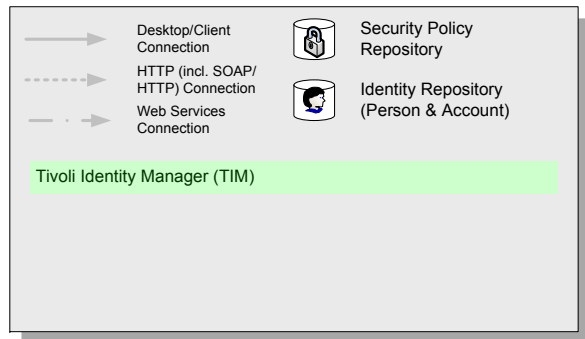 Desktop/Client
Connection
HTTP (incl. SOAP/
HTTP) Connection
Web Services
Connection
Security Policy
Repository
Identity Repository
(Person & Account)
Tivoli Identity Manager (TIM)